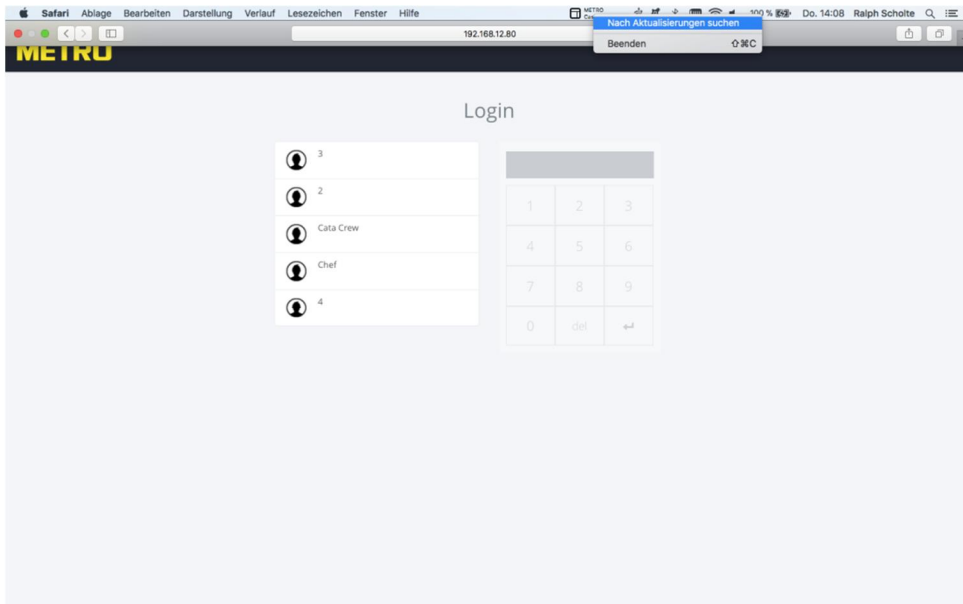 Safari Ablage Bearbeiten Darstellung Verlauf Lesezeichen Fenster Hilfe METRO 100 % Do. 14:08 Ralph Scholte
Nach Aktualisierungen suchen
192.168.12.80
Beenden ⇧⌘C
METRO
Login
3
2
Cata Crew
Chef
4
1 2 3
4 5 6
7 8 9
0 del